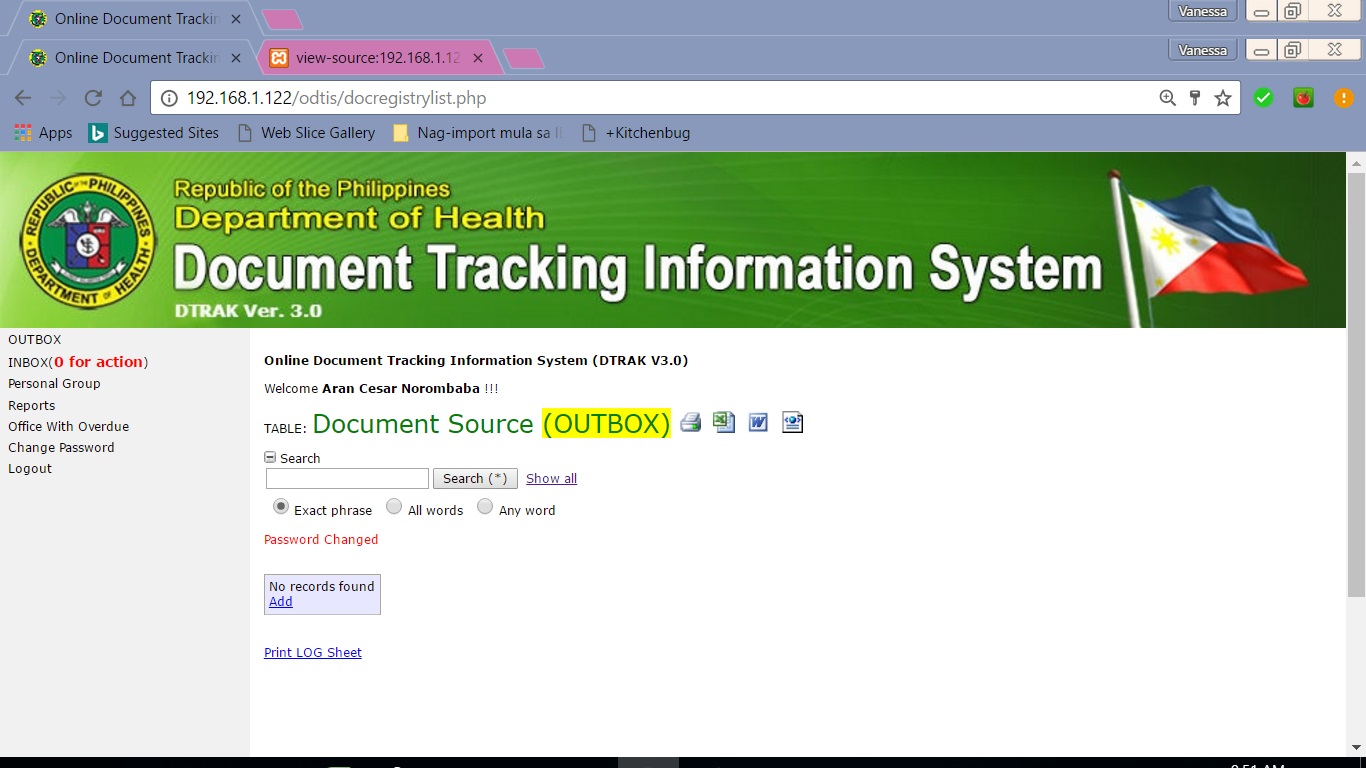 Online Document Trackin
Vanessa
Online Document Trackin
view-source:192.168.1.12
Vanessa
192.168.1.122/odtis/docregistrylist.php
Apps
Suggested Sites
Web Slice Gallery
Nag-import mula sa IE
+Kitchenbug
REPUBLIC OF THE PHILIPPINES
DEPARTMENT OF HEALTH
Republic of the Philippines
Department of Health
Document Tracking Information System
DTRAK Ver. 3.0
OUTBOX
INBOX(0 for action)
Personal Group
Reports
Office With Overdue
Change Password
Logout
Online Document Tracking Information System (DTRAK V3.0)
Welcome Aran Cesar Norombaba !!!
TABLE: Document Source (OUTBOX)
Search
Search (*)
Show all
Exact phrase
All words
Any word
Password Changed
No records found
Add
Print LOG Sheet